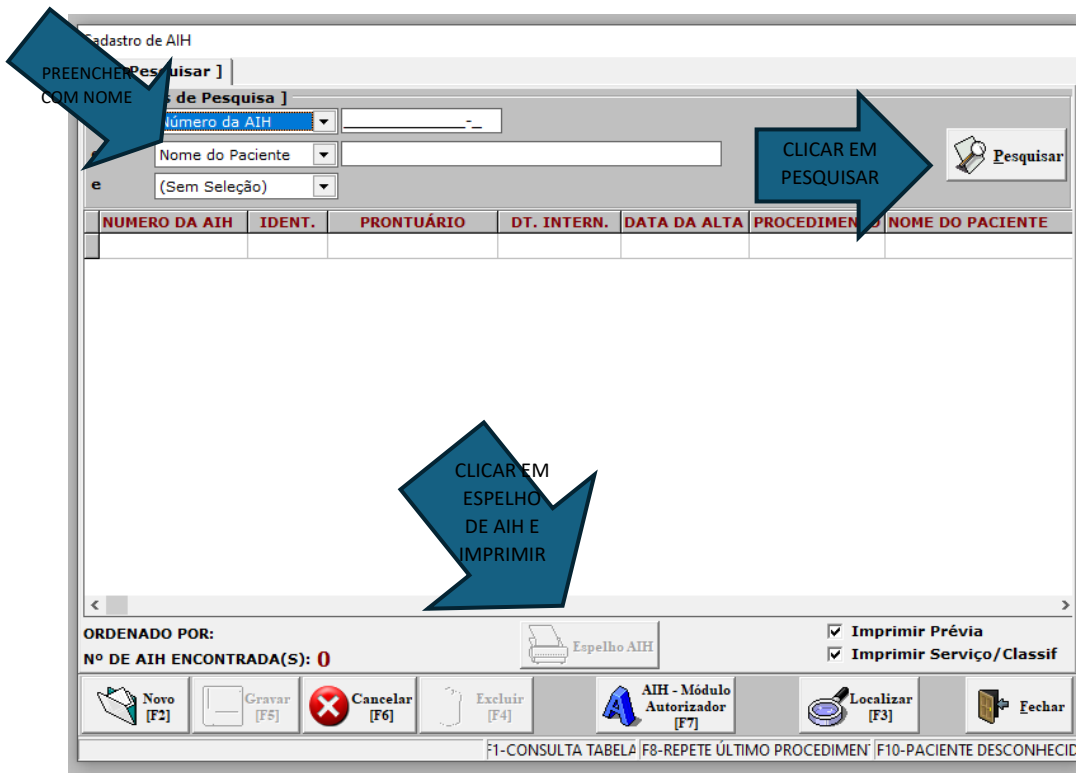 Cadastro de AIH
PREENCHER
COM NOME
Pesquisar ]
s de Pesquisa ]
Número da AIH
_____________-_
Nome do Paciente
e
(Sem Seleção)
CLICAR EM
PESQUISAR
Pesquisar
NUMERO DA AIH IDENT. PRONTUÁRIO DT. INTERN. DATA DA ALTA PROCEDIMENTO NOME DO PACIENTE
CLICAR EM
ESPELHO
DE AIH E
IMPRIMIR
ORDENADO POR:
Nº DE AIH ENCONTRADA(S): 0
Espelho AIH
Imprimir Prévia
Imprimir Serviço/Classif
Novo
[F2]
Gravar
[F5]
Cancelar
[F6]
Excluir
[F4]
AIH - Módulo
Autorizador
[F7]
Localizar
[F3]
Fechar
F1-CONSULTA TABELA F8-REPETE ÚLTIMO PROCEDIMEN F10-PACIENTE DESCONHECID